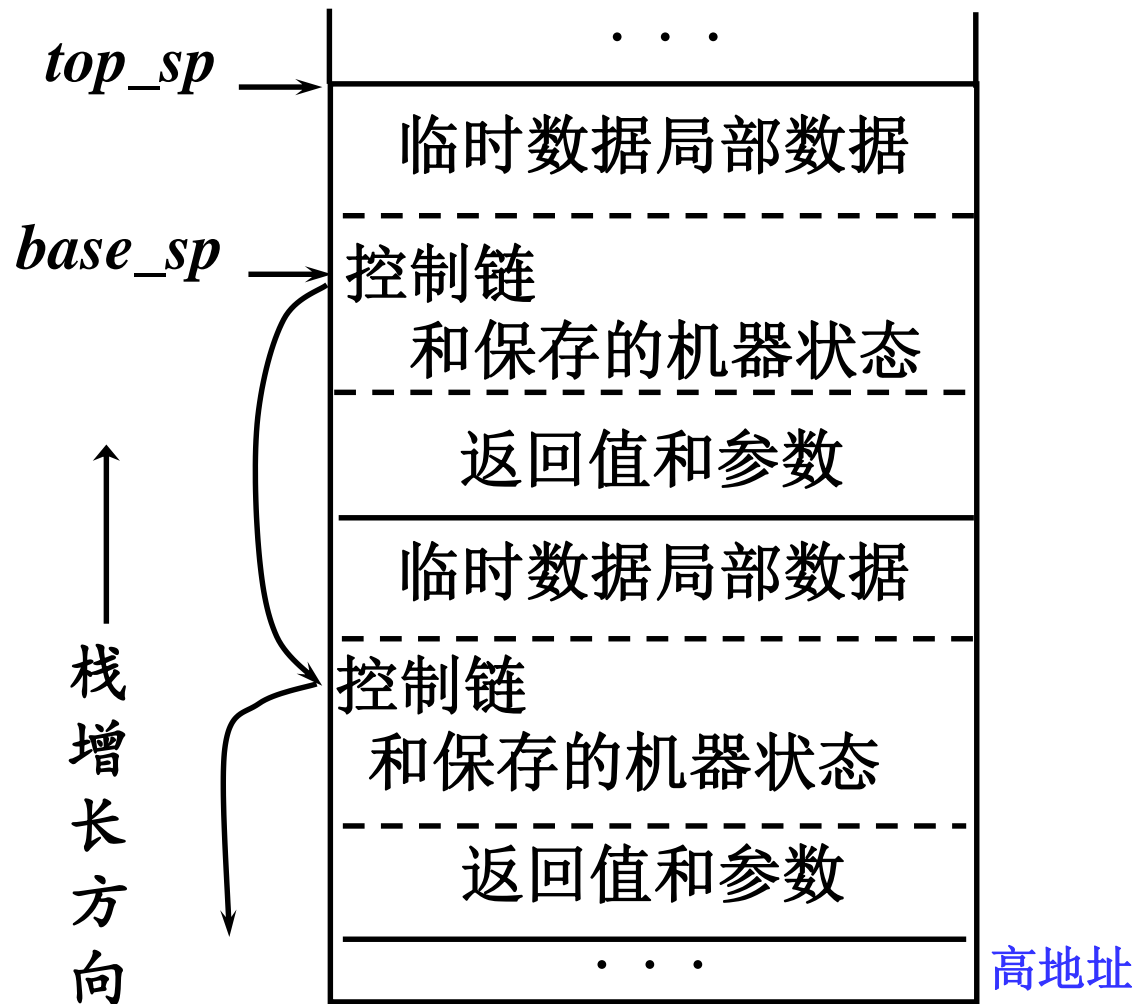 . . .
top_sp
临时数据局部数据
base_sp
控制链
和保存的机器状态
返回值和参数
临时数据局部数据
控制链
和保存的机器状态
返回值和参数
. . .
栈增长方向
高地址